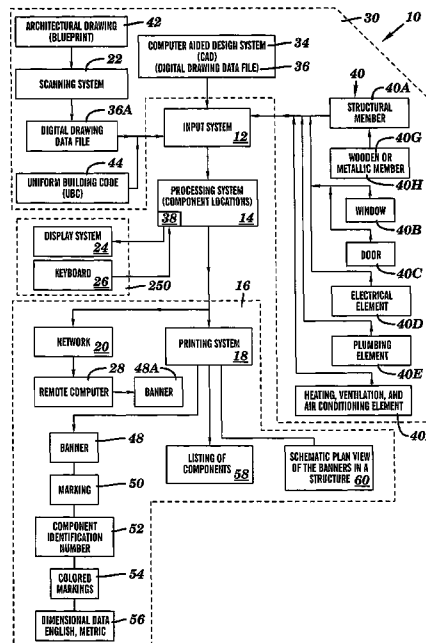 ARCHITECTURAL DRAWING
(BLUEPRINT)
42
30
10
SCANNING SYSTEM
22
COMPUTER AIDED DESIGN SYSTEM
(CAD)
(DIGITAL DRAWING DATA FILE)
34
36
36A
DIGITAL DRAWING
DATA FILE
44
UNIFORM BUILDING CODE
(UBC)
INPUT SYSTEM
12
PROCESSING SYSTEM
(COMPONENT LOCATIONS)
38
14
DISPLAY SYSTEM
24
KEYBOARD
26
250
40
40A
STRUCTURAL
MEMBER
40G
WOODEN OR
METALLIC MEMBER
40H
WINDOW
40B
DOOR
40C
ELECTRICAL
ELEMENT
40D
PLUMBING
ELEMENT
40E
HEATING, VENTILATION, AND
AIR CONDITIONING ELEMENT
16
NETWORK
20
PRINTING SYSTEM
18
28
48A
REMOTE COMPUTER
BANNER
BANNER
48
MARKING
50
COMPONENT
IDENTIFICATION
NUMBER
52
COLORED
MARKINGS
54
DIMENSIONAL DATA
ENGLISH, METRIC
56
LISTING OF
COMPONENTS
58
SCHEMATIC PLAN VIEW
OF THE BANNERS IN A
STRUCTURE
60